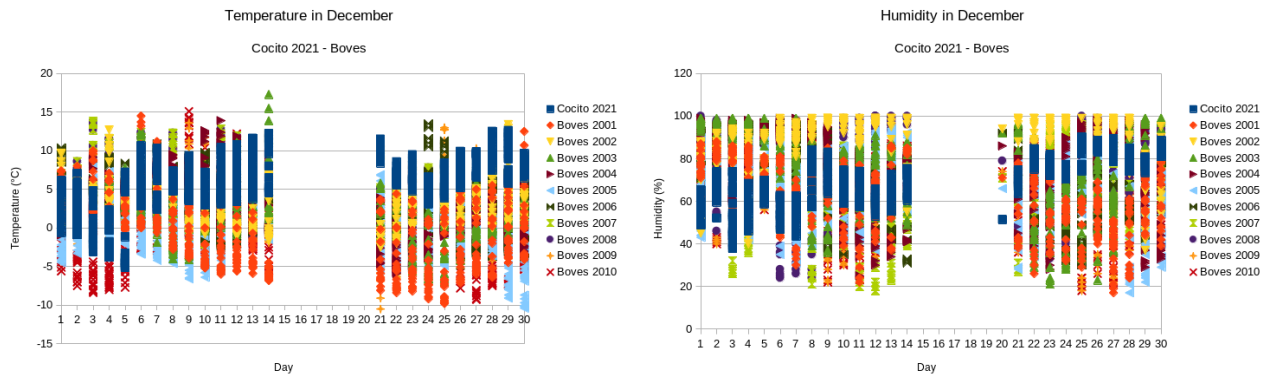 Temperature in December
Cocito 2021 - Boves
Temperature (°C)
20
15
10
5
0
-5
-10
-15
1 2 3 4 5 6 7 8 9 10 11 12 13 14 15 16 17 18 19 20 21 22 23 24 25 26 27 28 29 30
Day
Cocito 2021
Boves 2001
Boves 2002
Boves 2003
Boves 2004
Boves 2005
Boves 2006
Boves 2007
Boves 2008
Boves 2009
Boves 2010
Humidity in December
Cocito 2021 - Boves
Humidity (%)
120
100
80
60
40
20
0
1 2 3 4 5 6 7 8 9 10 11 12 13 14 15 16 17 18 19 20 21 22 23 24 25 26 27 28 29 30
Day
Cocito 2021
Boves 2001
Boves 2002
Boves 2003
Boves 2004
Boves 2005
Boves 2006
Boves 2007
Boves 2008
Boves 2009
Boves 2010